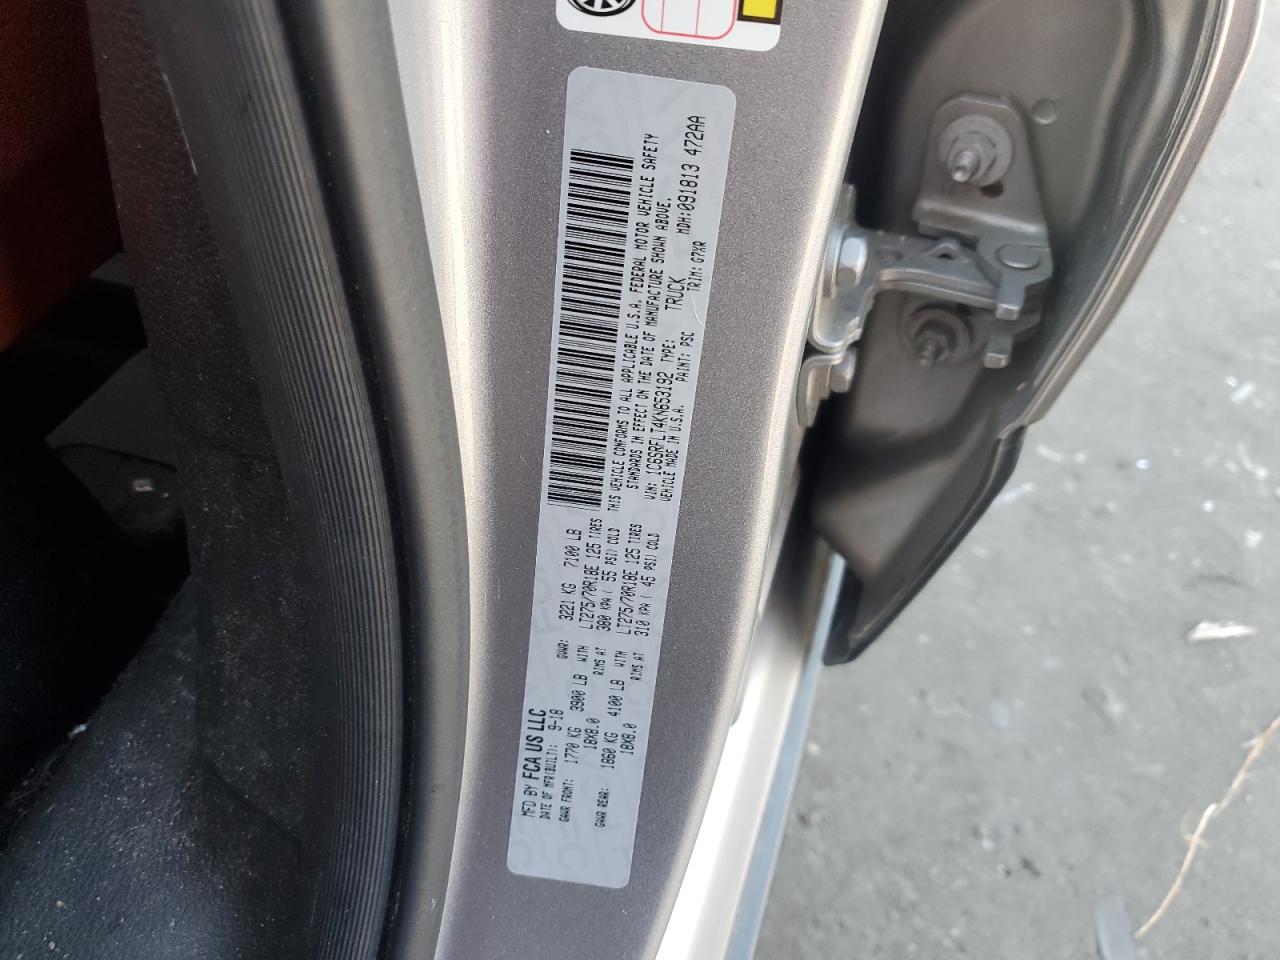 MFD BY FCA US LLC
DATE OF MFR(BUILT): 9-18 GVWR: 3221 KG 7100 LB
GAWR FRONT: 1770 KG 3900 LB WITH LT275/70R18E 125 TIRES
18X8.0 RIMS AT 380 KPA ( 55 PSI) COLD
GAWR REAR: 1860 KG 4100 LB WITH LT275/70R18E 125 TIRES
18X8.0 RIMS AT 310 KPA ( 45 PSI) COLD
THIS VEHICLE CONFORMS TO ALL APPLICABLE U.S.A. FEDERAL MOTOR VEHICLE SAFETY
STANDARDS IN EFFECT ON THE DATE OF MANUFACTURE SHOWN ABOVE.
VIN: 1C6SRFLT4KN653192 TYPE: TRUCK MDH:091813 472AA
VEHICLE MADE IN U.S.A. PAINT: PSC TRIM: G7XR